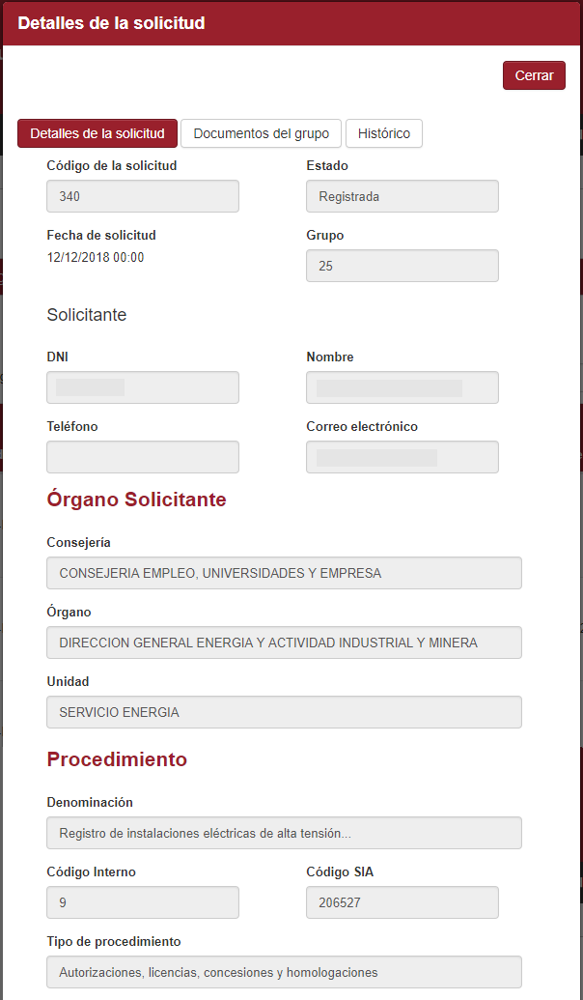 Detalles de la solicitud
Cerrar
Detalles de la solicitud Documentos del grupo Histórico
Código de la solicitud Estado
340 Registrada
Fecha de solicitud Grupo
12/12/2018 00:00
25
Solicitante
DNI Nombre
Teléfono Correo electrónico
Órgano Solicitante
Consejería
CONSEJERIA EMPLEO, UNIVERSIDADES Y EMPRESA
Órgano
DIRECCION GENERAL ENERGIA Y ACTIVIDAD INDUSTRIAL Y MINERA
Unidad
SERVICIO ENERGIA
Procedimiento
Denominación
Registro de instalaciones eléctricas de alta tensión...
Código Interno Código SIA
9 206527
Tipo de procedimiento
Autorizaciones, licencias, concesiones y homologaciones